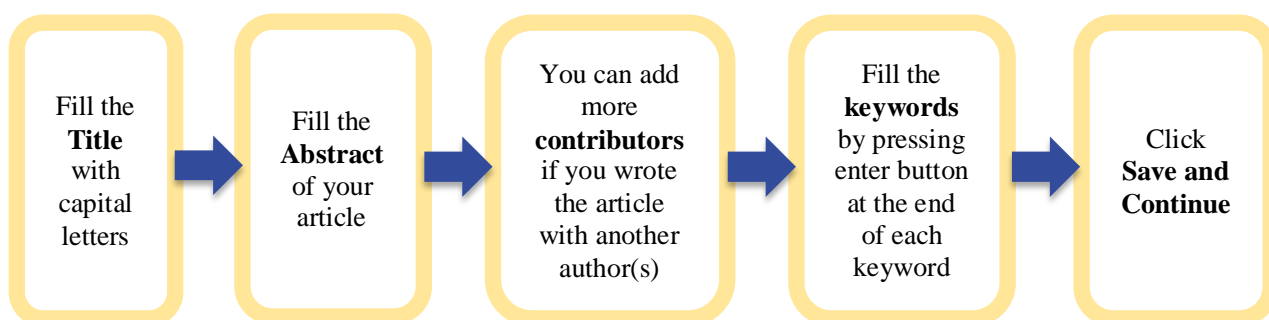 Fill the
Title
with
capital
letters
Fill the
Abstract
of your
article
You can add
more
contributors
if you wrote
the article
with another
author(s)
Fill the
keywords
by pressing
enter button
at the end
of each
keyword
Click
Save and
Continue